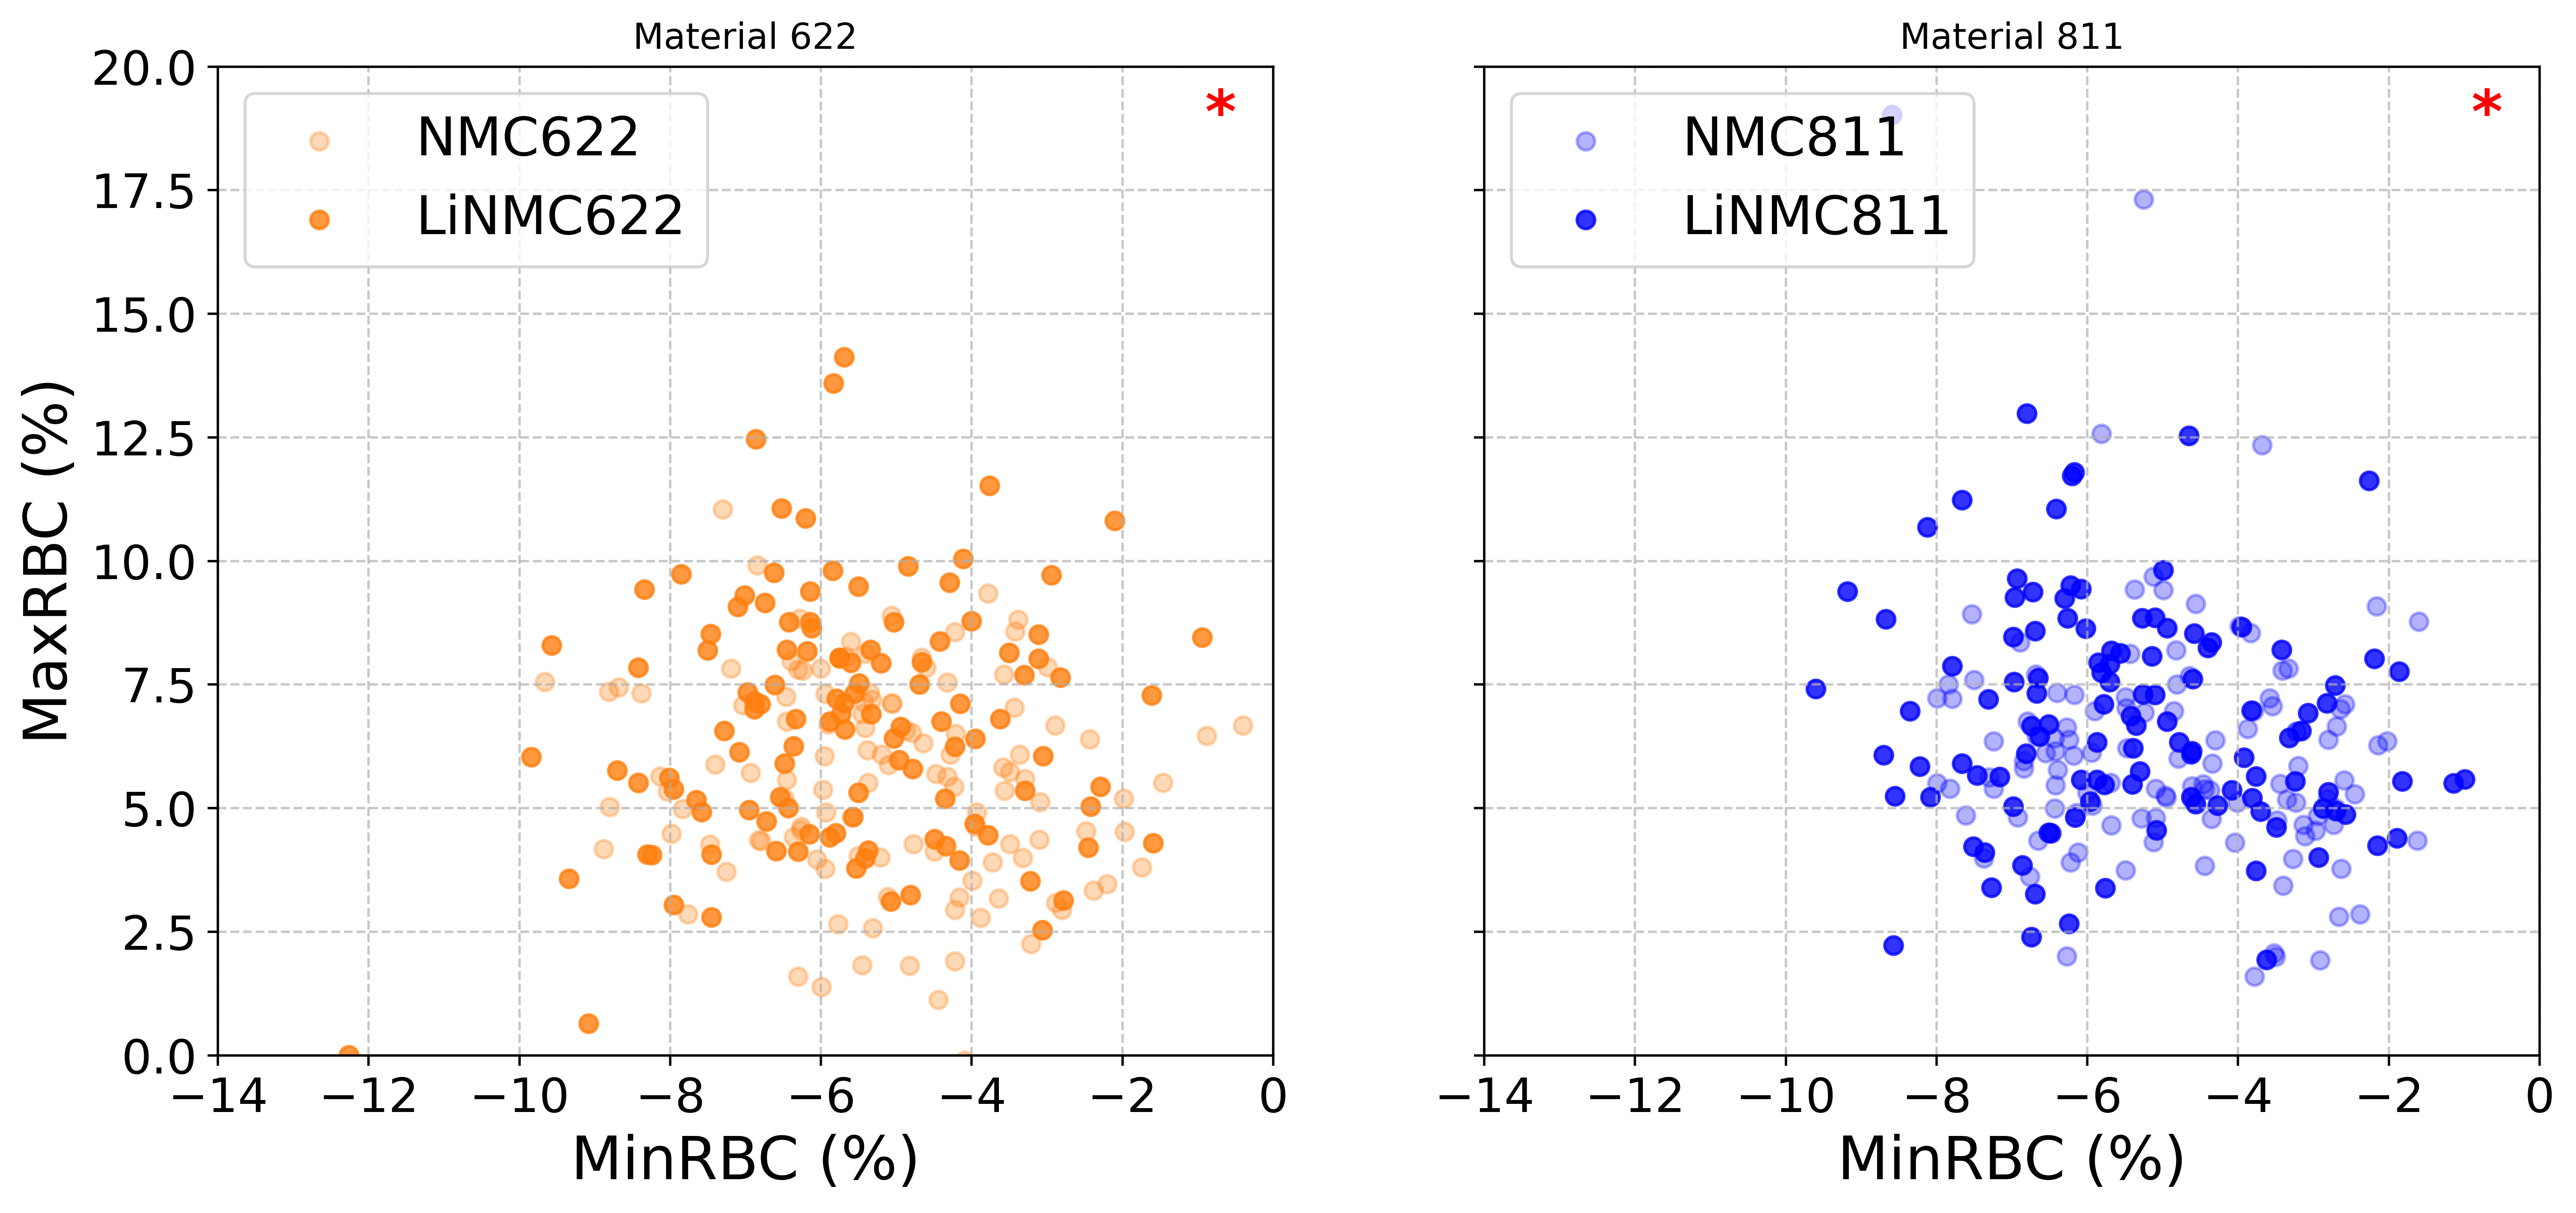 Material 622
Material 811
20.0
17.5
15.0
12.5
10.0
7.5
5.0
2.5
0.0
MaxRBC (%)
NMC622
LiNMC622
*
NMC811
LiNMC811
*
−14 −12 −10 −8 −6 −4 −2 0
−14 −12 −10 −8 −6 −4 −2 0
MinRBC (%)
MinRBC (%)